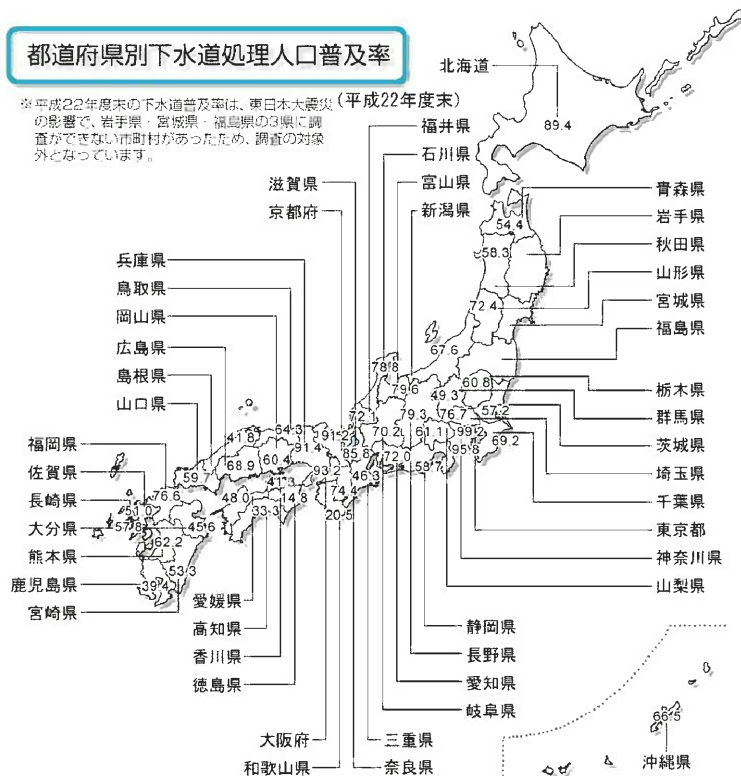 都道府県別下水道処理人口普及率
(平成22年度末)
※平成22年度末の下水道普及率は、東日本大震災
の影響で、岩手県・宮城県・福島県の3県に調
査ができない市町村があったため、調査の対象
外となっています。
北海道
89.4
福井県
石川県
富山県
新潟県
滋賀県
京都府
兵庫県
鳥取県
岡山県
広島県
島根県
山口県
福岡県
佐賀県
長崎県
大分県
熊本県
鹿児島県
宮崎県
青森県
岩手県
秋田県
山形県
宮城県
福島県
栃木県
群馬県
茨城県
埼玉県
千葉県
東京都
神奈川県
山梨県
静岡県
長野県
愛知県
岐阜県
三重県
奈良県
大阪府
和歌山県
愛媛県
高知県
香川県
徳島県
沖縄県
54.4
58.3
72.4
67.6
78.8
79.6
60.8
49.3
57.2
72.1
79.3
76.7
70.2
61.1
99.2
69.2
95.8
72.0
58.7
85.8
46.3
91.2
64.3
41.8
91.4
60.4
68.9
59.7
93.2
74.4
41.3
14.8
20.5
48.0
33.3
76.6
51.0
57.8
45.6
62.2
53.3
39.4
66.5